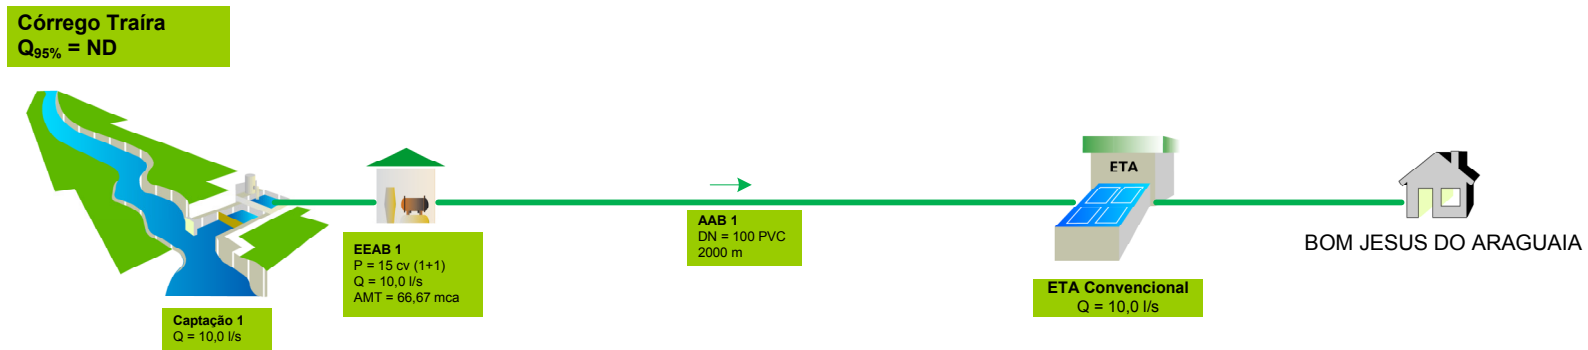 Córrego Traíra
Q95% = ND
ETA
EEAB 1
P = 15 cv (1+1)
Q = 10,0 l/s
AMT = 66,67 mca
AAB 1
DN = 100 PVC
2000 m
BOM JESUS DO ARAGUAIA
ETA Convencional
Q = 10,0 l/s
Captação 1
Q = 10,0 l/s